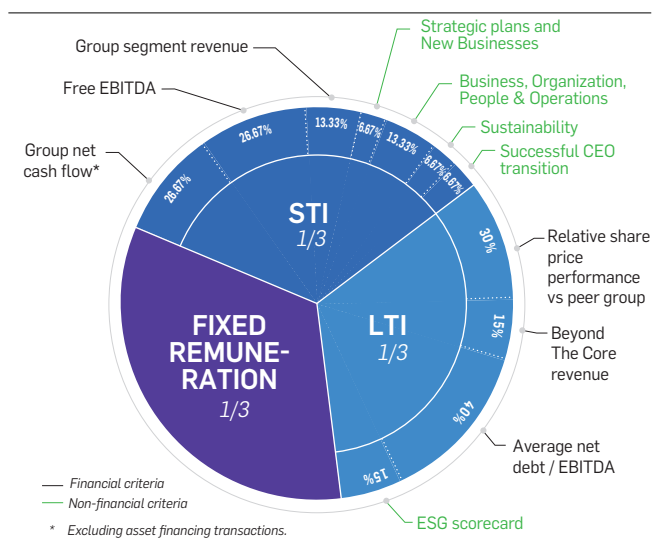 Strategic plans and
New Businesses
Group segment revenue
Business, Organization,
People & Operations
Free EBITDA
Sustainability
Group net
cash flow*
Successful CEO
transition
26.67%
26.67%
13.33%
6.67%
13.33%
6.67%
6.67%
STI
1/3
30%
Relative share
price
performance
vs peer group
15%
Beyond
The Core
revenue
FIXED
REMUNE-
RATION
1/3
LTI
1/3
40%
Average net
debt / EBITDA
15%
ESG scorecard
Financial criteria
Non-financial criteria
* Excluding asset financing transactions.